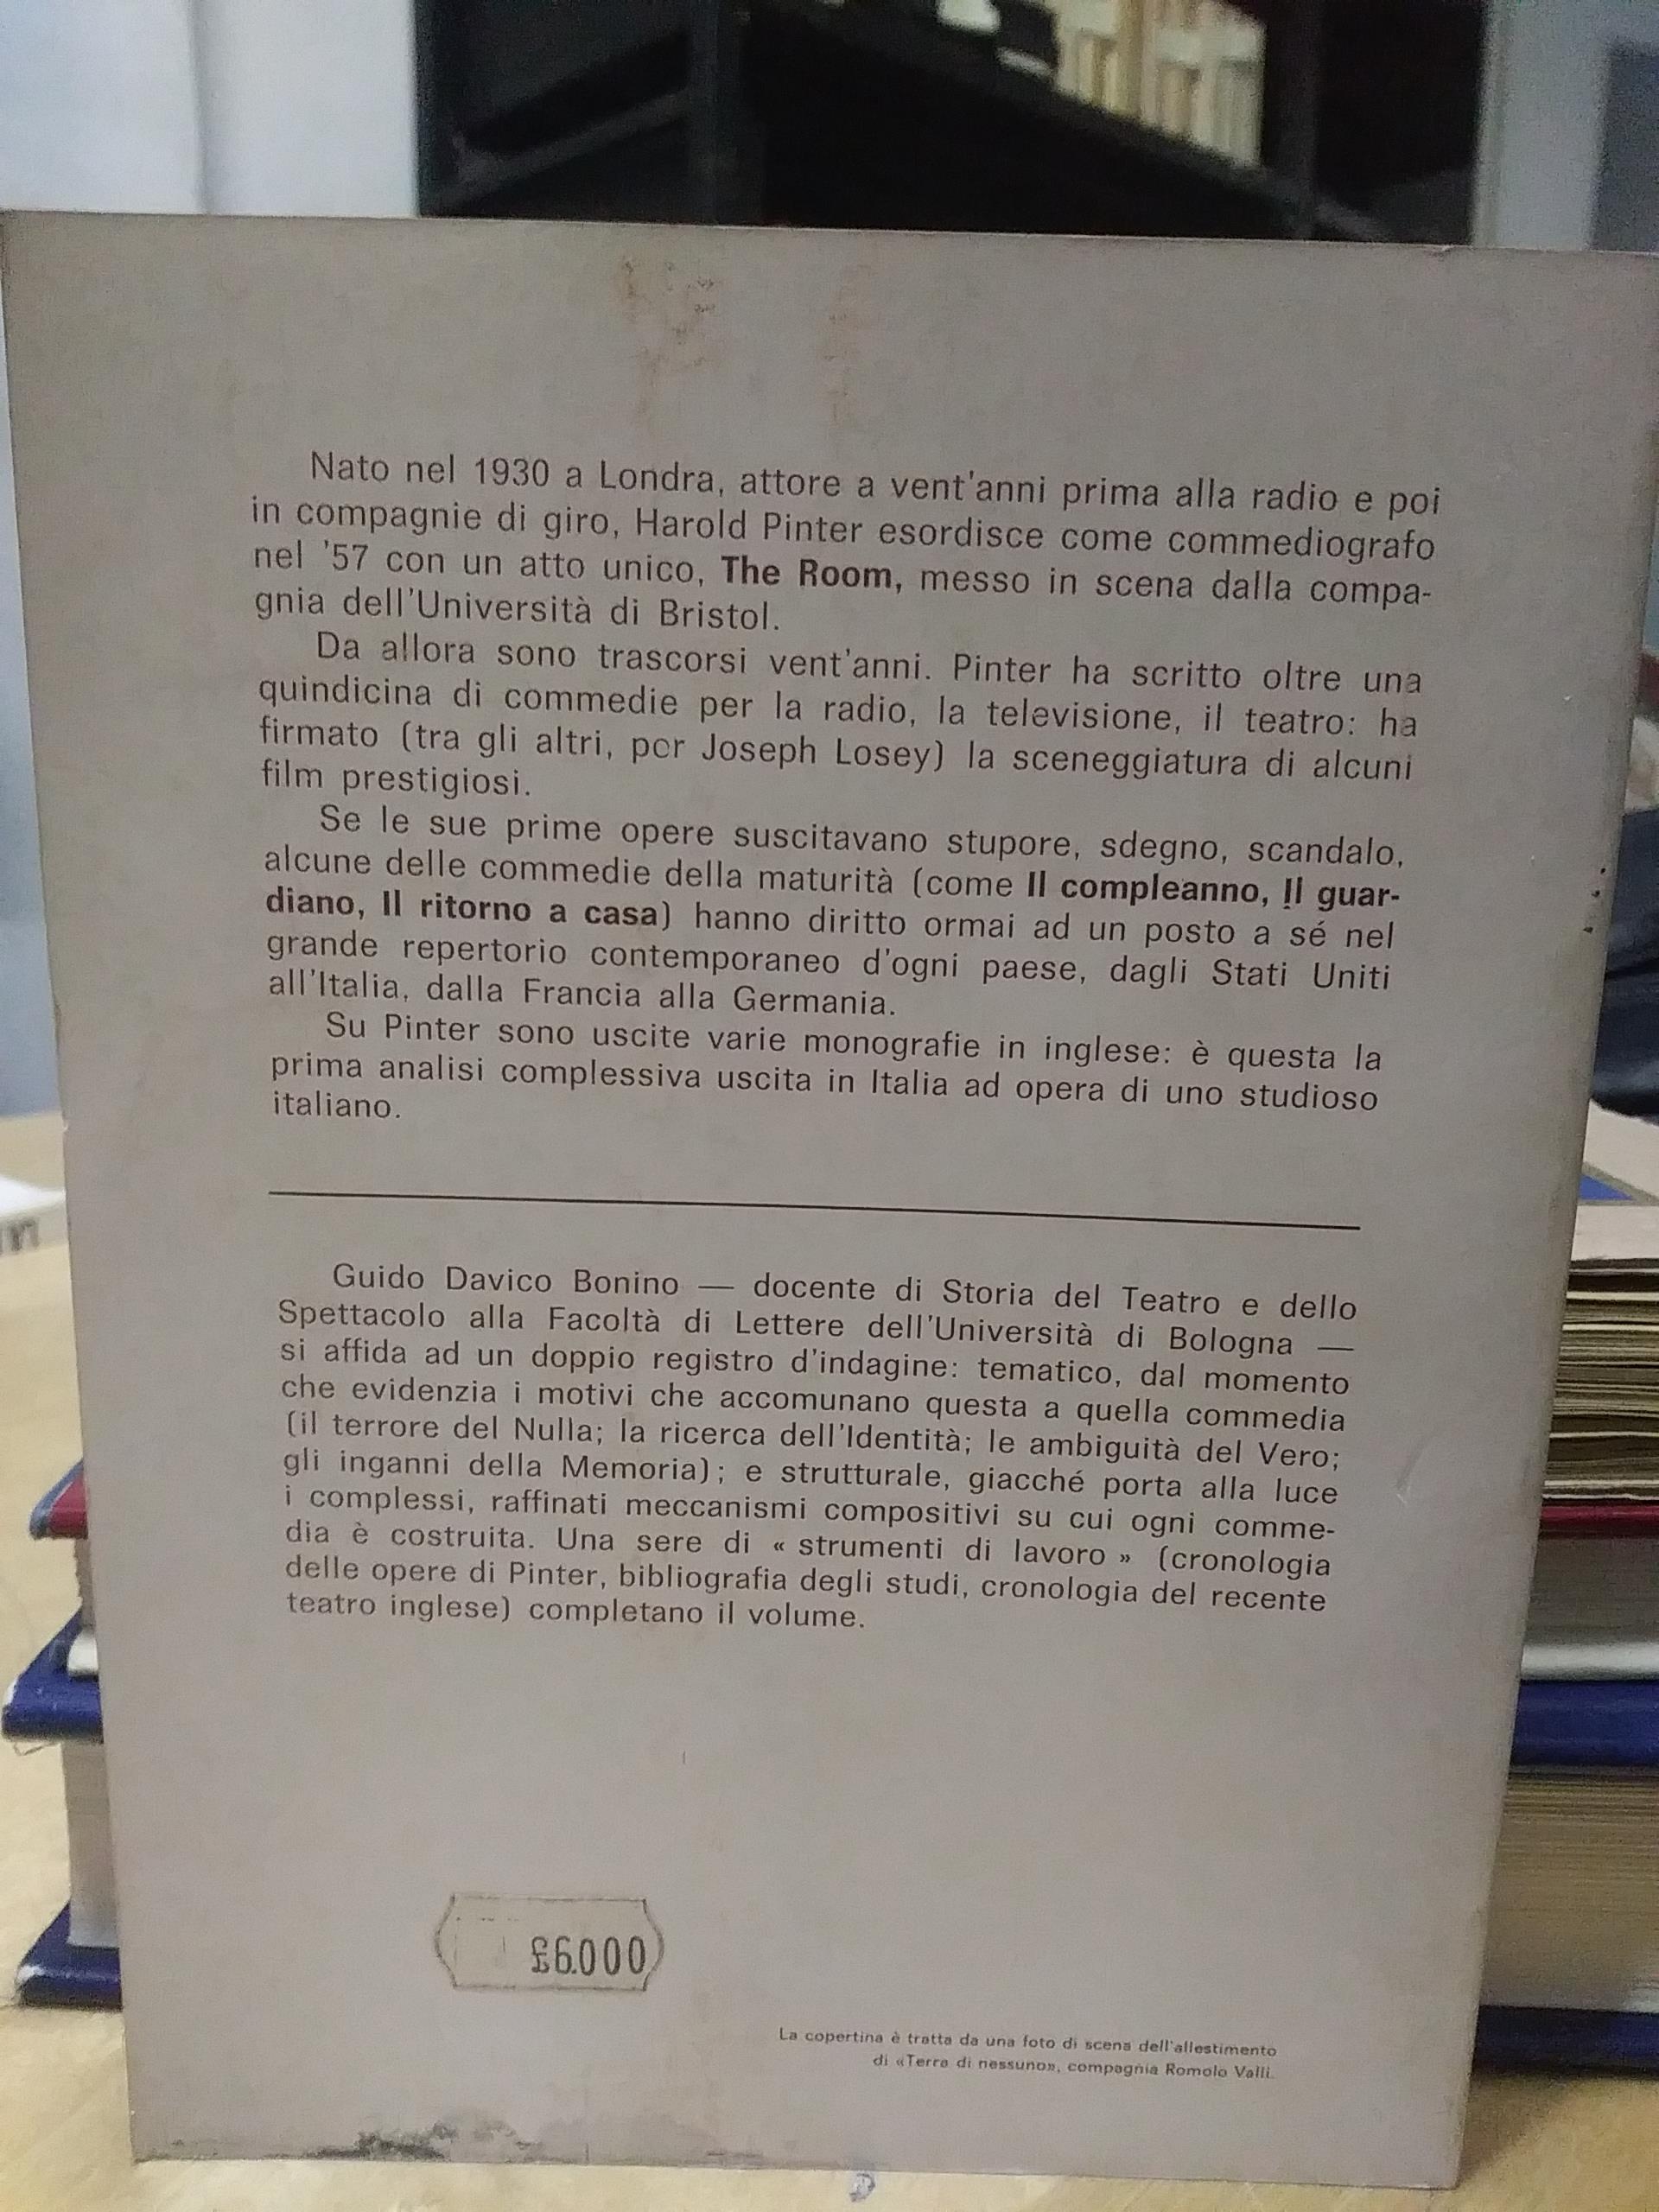 Nato nel 1930 a Londra, attore a vent'anni prima alla radio e poi
in compagnie di giro, Harold Pinter esordisce come commediografo
nel '57 con un atto unico, The Room, messo in scena dalla compa-
gnia dell'Università di Bristol.
Da allora sono trascorsi vent'anni. Pinter ha scritto oltre una
quindicina di commedie per la radio, la televisione, il teatro: ha
firmato (tra gli altri, per Joseph Losey) la sceneggiatura di alcuni
film prestigiosi.
Se le sue prime opere suscitavano stupore, sdegno, scandalo,
alcune delle commedie della maturità (come Il compleanno, Il guar-
diano, Il ritorno a casa) hanno diritto ormai ad un posto a sé nel
grande repertorio contemporaneo d'ogni paese, dagli Stati Uniti
all'Italia, dalla Francia alla Germania.
Su Pinter sono uscite varie monografie in inglese: è questa la
prima analisi complessiva uscita in Italia ad opera di uno studioso
italiano.
Guido Davico Bonino — docente di Storia del Teatro e dello
Spettacolo alla Facoltà di Lettere dell'Università di Bologna —
si affida ad un doppio registro d'indagine: tematico, dal momento
che evidenzia i motivi che accomunano questa a quella commedia
(il terrore del Nulla; la ricerca dell'Identità; le ambiguità del Vero;
gli inganni della Memoria); e strutturale, giacché porta alla luce
i complessi, raffinati meccanismi compositivi su cui ogni comme-
dia è costruita. Una sere di « strumenti di lavoro » (cronologia
delle opere di Pinter, bibliografia degli studi, cronologia del recente
teatro inglese) completano il volume.
£6.000
La copertina è tratta da una foto di scena dell'allestimento
di «Terra di nessuno», compagnia Romolo Valli.